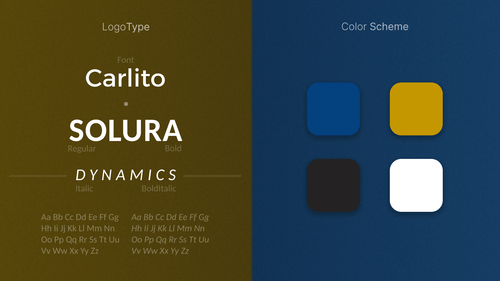 LogoType
Font
Carlito
SOLURA
Regular Bold
DYNAMICS
Italic BoldItalic
Aa Bb Cc Dd Ee Ff Gg
Hh Ii Jj Kk Ll Mm Nn
Oo Pp Qq Rr Ss Tt Uu
Vv Ww Xx Yy Zz
Aa Bb Cc Dd Ee Ff Gg
Hh Ii Jj Kk Ll Mm Nn
Oo Pp Qq Rr Ss Tt Uu
Vv Ww Xx Yy Zz
Color Scheme